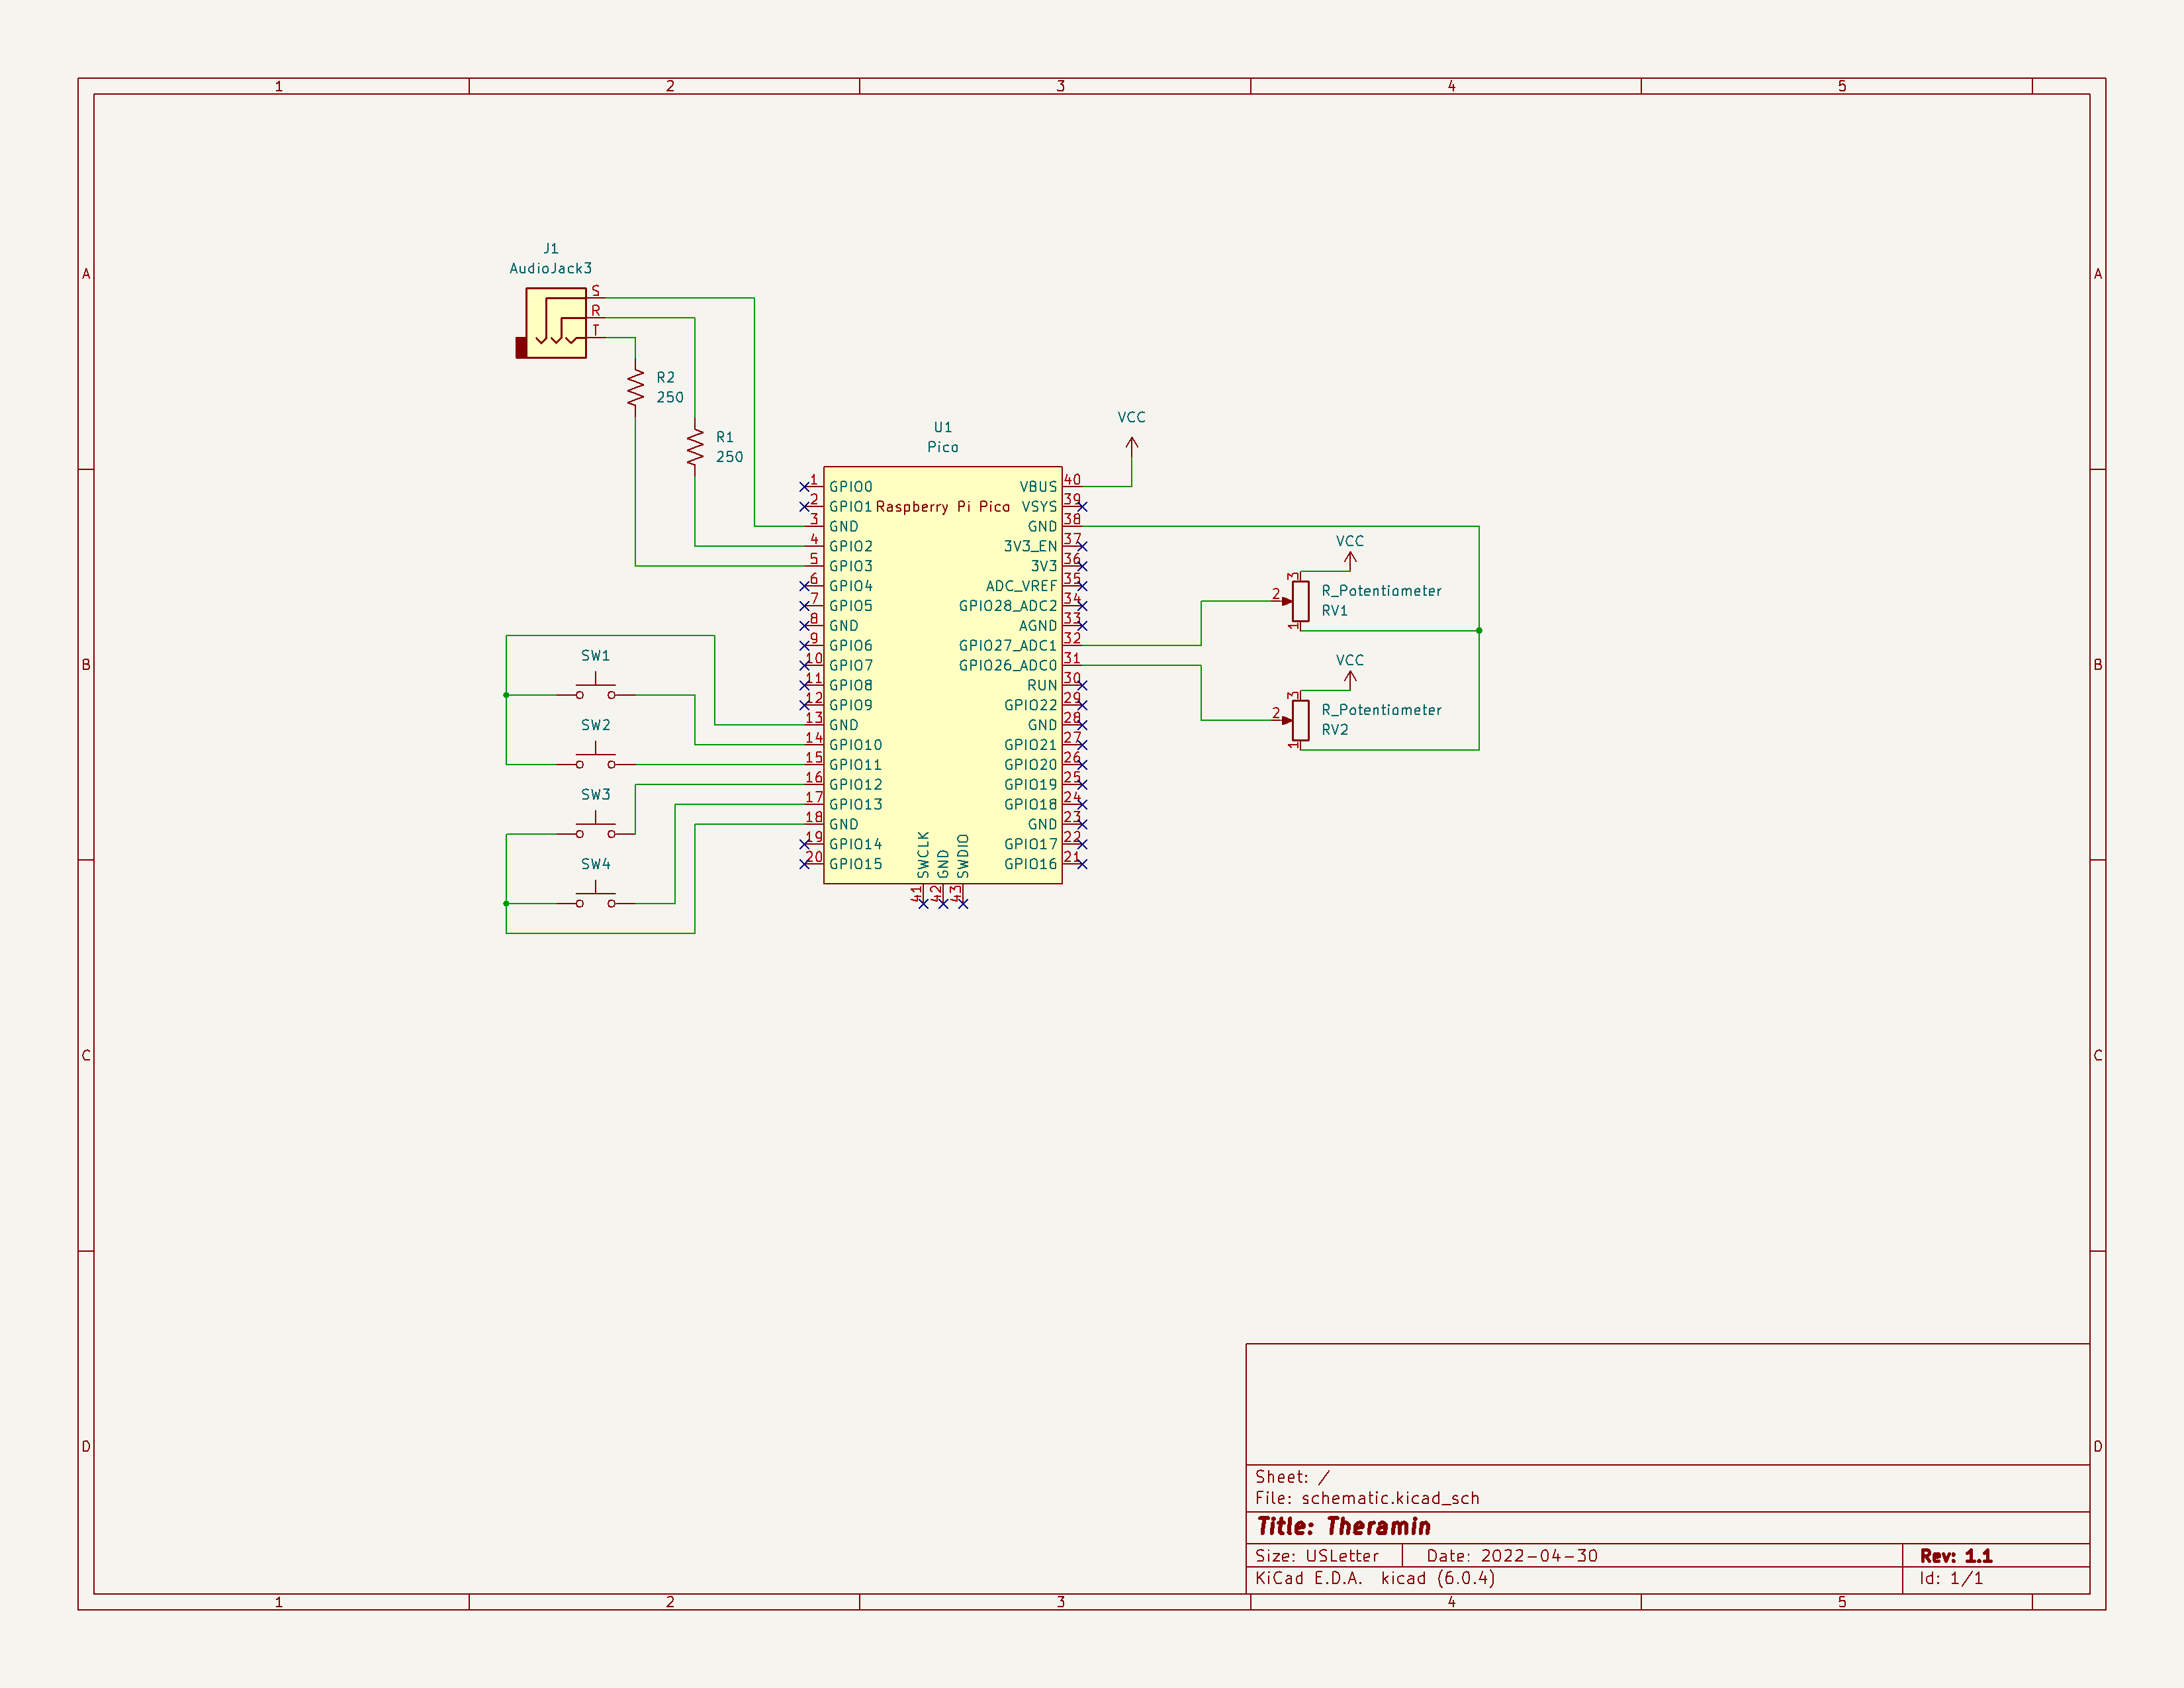 1 2 3 4 5
A A
J1
AudioJack3
S
R
T
R2
250
R1
250
VCC
U1
Pico
Raspberry Pi Pico
1 GPIO0
2 GPIO1
3 GND
4 GPIO2
5 GPIO3
6 GPIO4
7 GPIO5
8 GND
9 GPIO6
10 GPIO7
11 GPIO8
12 GPIO9
13 GND
14 GPIO10
15 GPIO11
16 GPIO12
17 GPIO13
18 GND
19 GPIO14
20 GPIO15
VBUS 40
VSYS 39
GND 38
3V3_EN 37
3V3 36
ADC_VREF 35
GPIO28_ADC2 34
AGND 33
GPIO27_ADC1 32
GPIO26_ADC0 31
RUN 30
GPIO22 29
GND 28
GPIO21 27
GPIO20 26
GPIO19 25
GPIO18 24
GND 23
GPIO17 22
GPIO16 21
SWCLK 41
GND 42
SWDIO 43
B B
SW1
SW2
SW3
SW4
VCC
3
2
1
R_Potentiometer
RV1
VCC
3
2
1
R_Potentiometer
RV2
C C
D D
Sheet: /
File: schematic.kicad_sch
Title: Theramin
Size: USLetter Date: 2022-04-30 Rev: 1.1
KiCad E.D.A. kicad (6.0.4) Id: 1/1
1 2 3 4 5